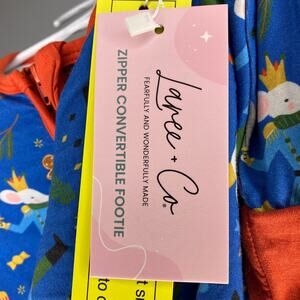 Laree + Co.®
FEARFULLY AND WONDERFULLY MADE
ZIPPER CONVERTIBLE FOOTIE